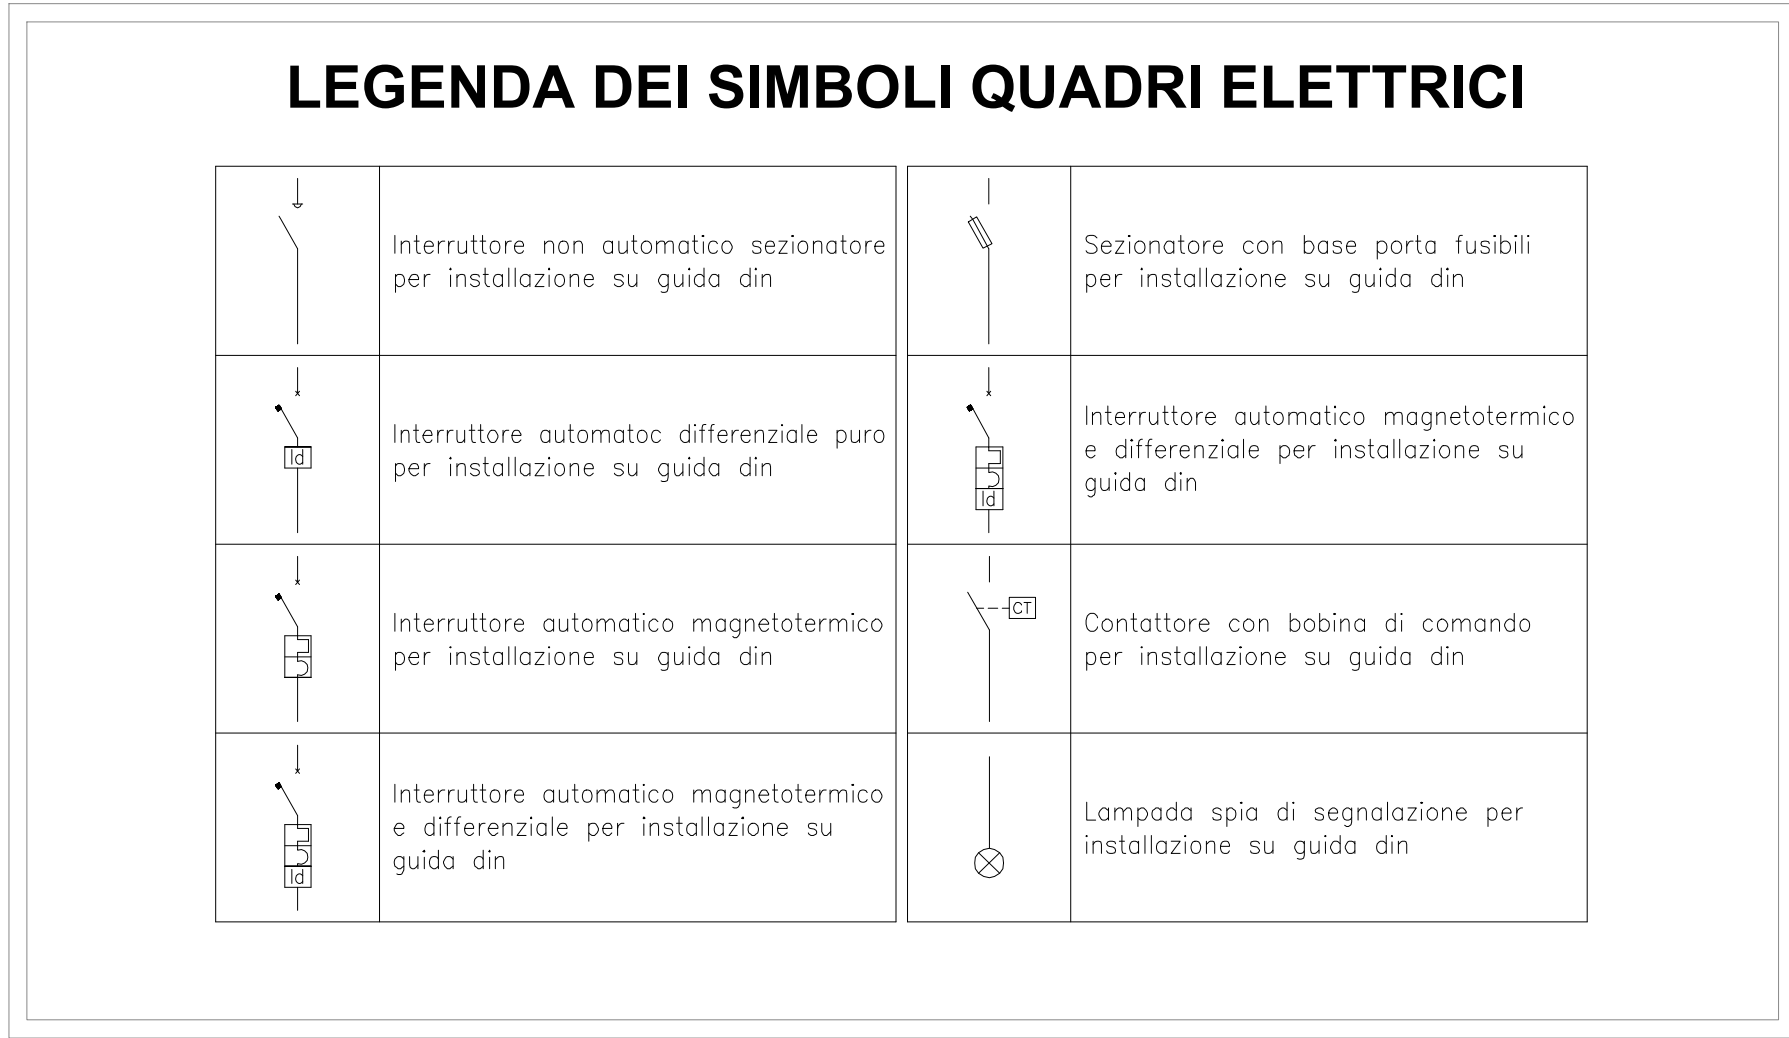 LEGENDA DEI SIMBOLI QUADRI ELETTRICI
Interruttore non automatico sezionatore
per installazione su guida din
Id
Interruttore automatoc differenziale puro
per installazione su guida din
Interruttore automatico magnetotermico
per installazione su guida din
Id
Interruttore automatico magnetotermico
e differenziale per installazione su
guida din
Sezionatore con base porta fusibili
per installazione su guida din
Id
Interruttore automatico magnetotermico
e differenziale per installazione su
guida din
CT
Contattore con bobina di comando
per installazione su guida din
Lampada spia di segnalazione per
installazione su guida din